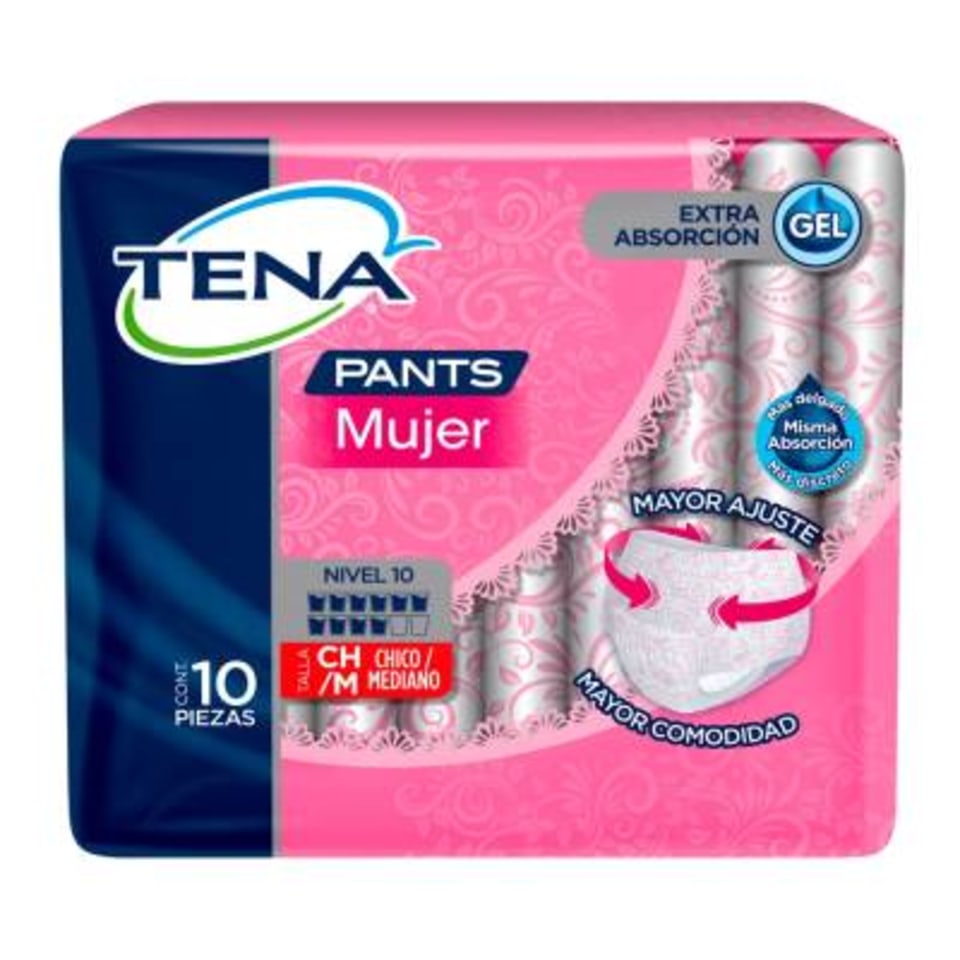 TENA
PANTS
Mujer
EXTRA
ABSORCIÓN
GEL
Más delgado
Misma
Absorción
Más discreto
MAYOR AJUSTE
MAYOR COMODIDAD
NIVEL 10
TALLA
CH
/M
CHICO /
MEDIANO
CONT.
10
PIEZAS